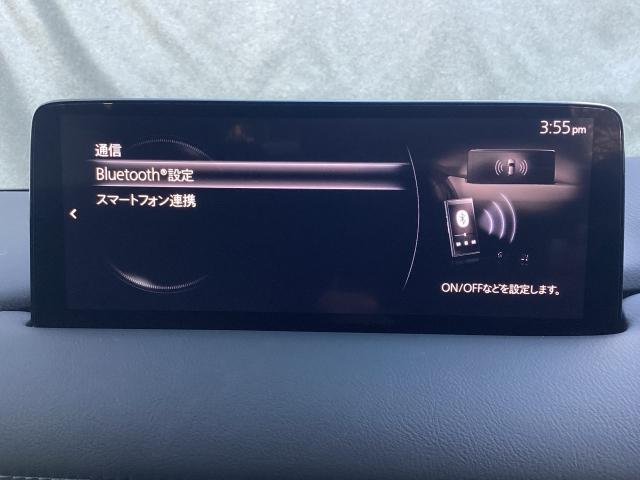 3:55pm
通信
Bluetooth®設定
スマートフォン連携
ON/OFFなどを設定します。